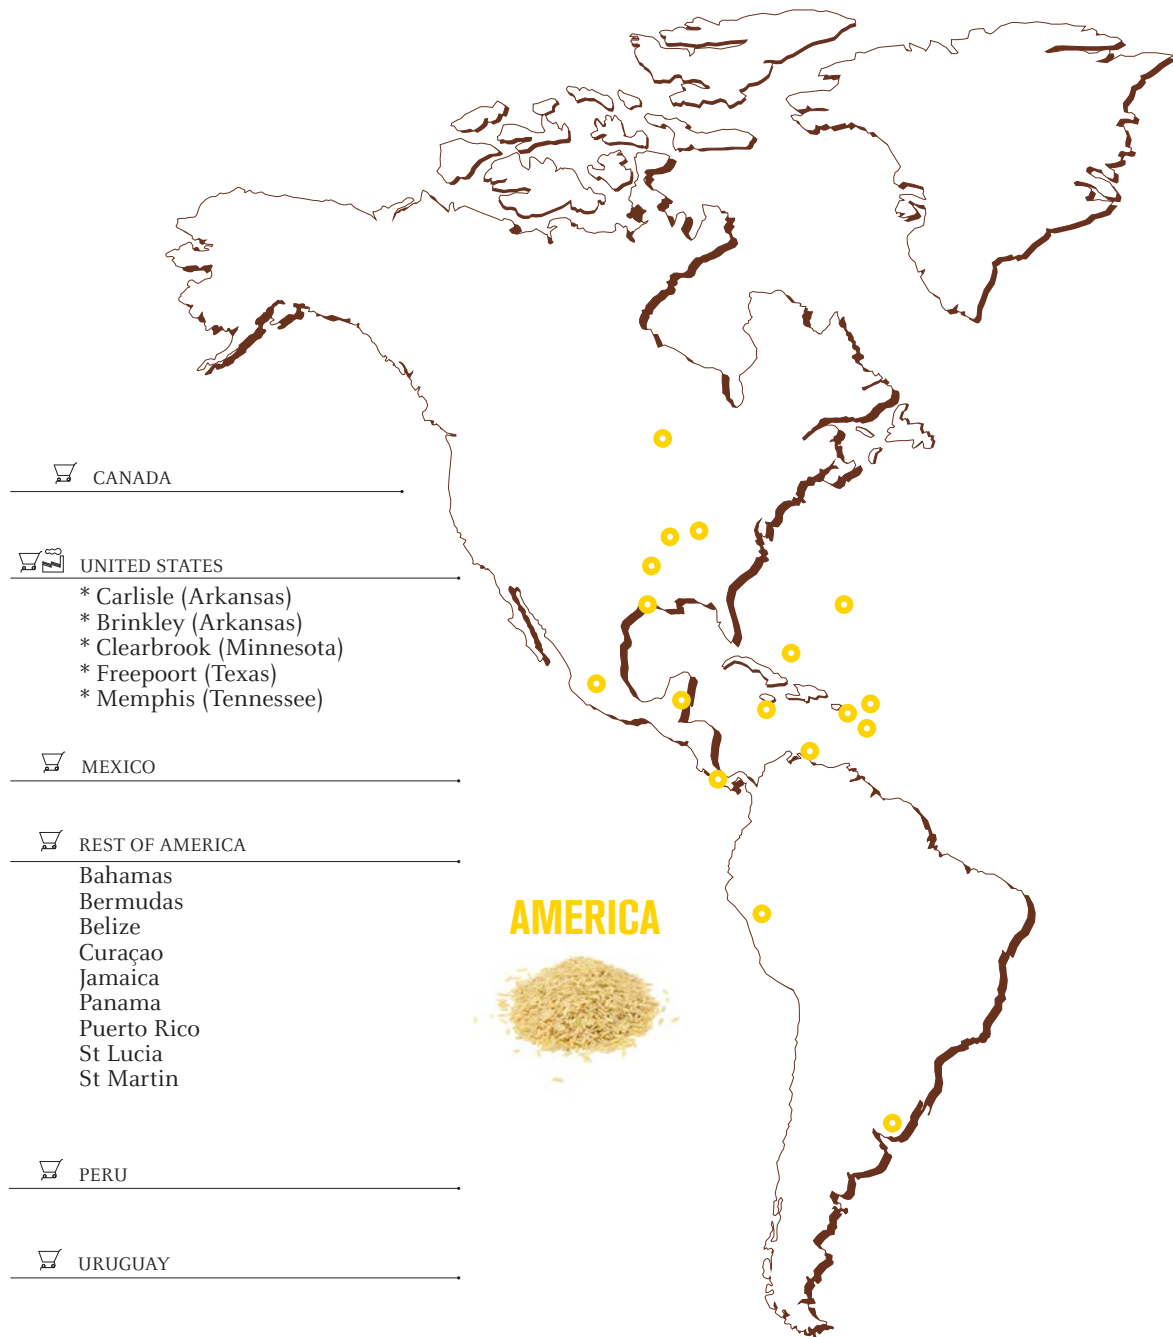 CANADA
UNITED STATES
* Carlisle (Arkansas)
* Brinkley (Arkansas)
* Clearbrook (Minnesota)
* Freepoort (Texas)
* Memphis (Tennessee)
MEXICO
REST OF AMERICA
Bahamas
Bermudas
Belize
Curaçao
Jamaica
Panama
Puerto Rico
St Lucia
St Martin
AMERICA
PERU
URUGUAY